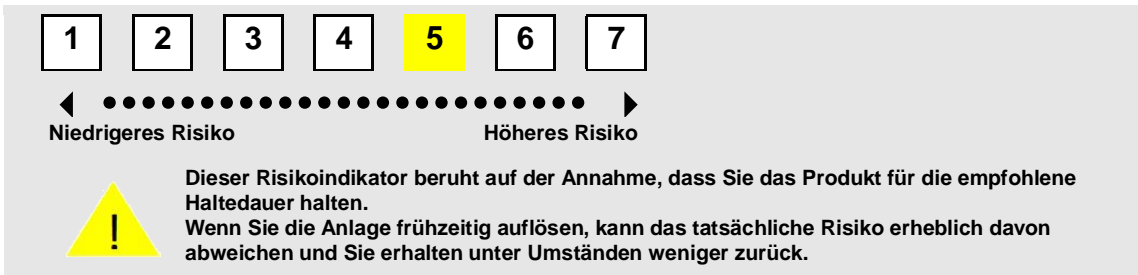 1 2 3 4 5 6 7
Niedrigeres Risiko Höheres Risiko
Dieser Risikoindikator beruht auf der Annahme, dass Sie das Produkt für die empfohlene
Haltedauer halten.
Wenn Sie die Anlage frühzeitig auflösen, kann das tatsächliche Risiko erheblich davon
abweichen und Sie erhalten unter Umständen weniger zurück.
!